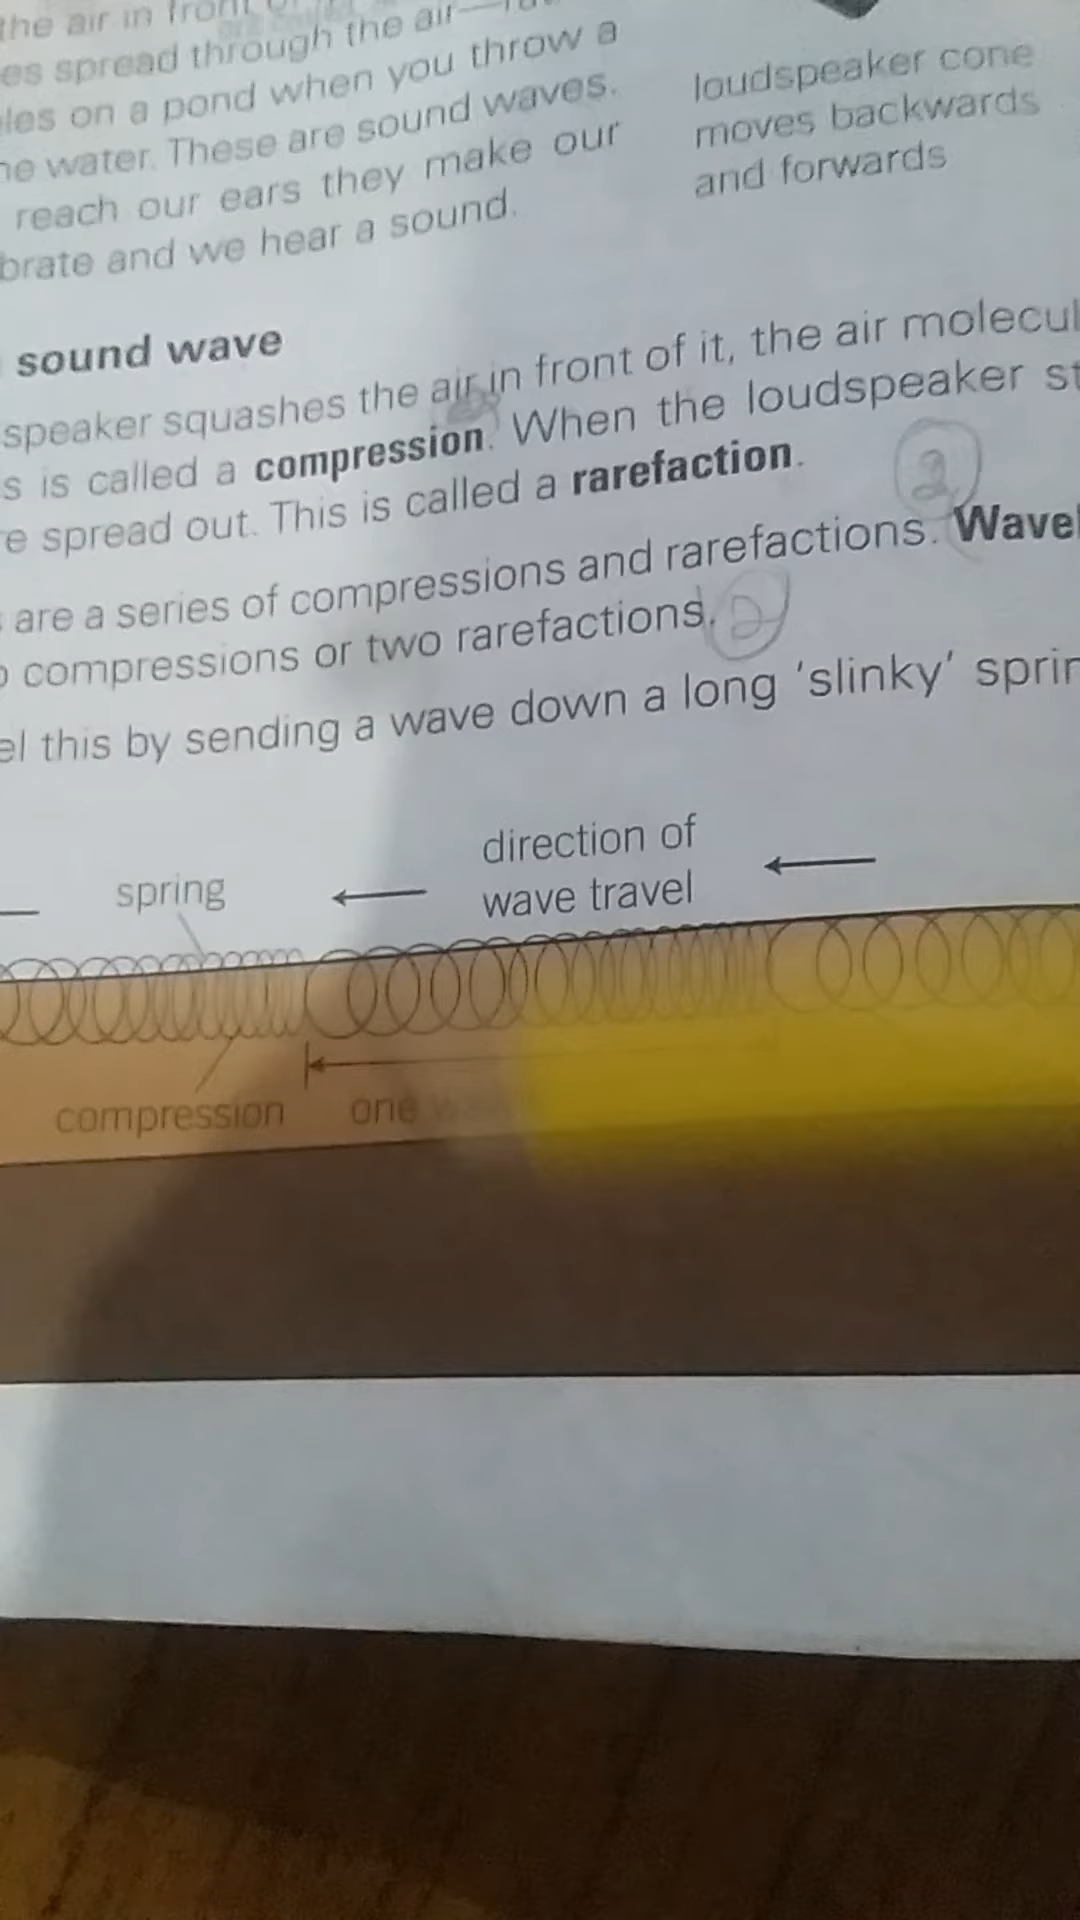 the air in front
es spread through the air
les on a pond when you throw a
he water. These are sound waves.
reach our ears they make our
brate and we hear a sound.
loudspeaker cone
moves backwards
and forwards
sound wave
speaker squashes the air in front of it, the air molecul
s is called a compression. When the loudspeaker st
e spread out. This is called a rarefaction.
2
are a series of compressions and rarefactions. Wavel
compressions or two rarefactions.
2
el this by sending a wave down a long 'slinky' sprin
direction of
wave travel
spring
compression
one